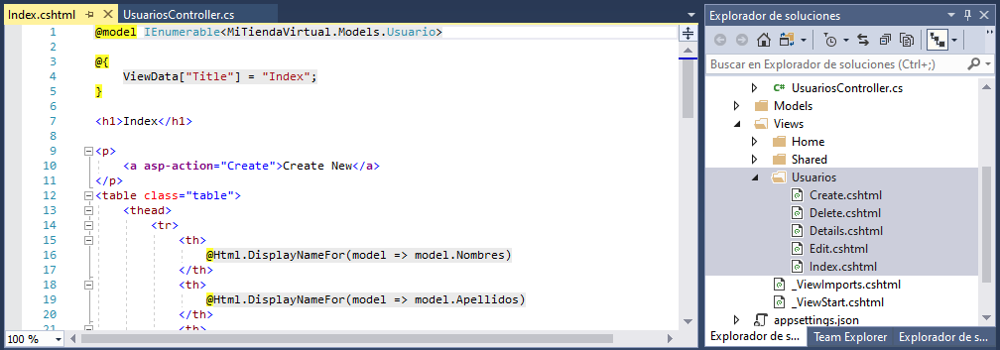 Index.cshtml
UsuariosController.cs
1 @model IEnumerable<MiTiendaVirtual.Models.Usuario>
2
3 @{
4 ViewData["Title"] = "Index";
5 }
6
7 <h1>Index</h1>
8
9 <p>
10 <a asp-action="Create">Create New</a>
11 </p>
12 <table class="table">
13 <thead>
14 <tr>
15 <th>
16 @Html.DisplayNameFor(model => model.Nombres)
17 </th>
18 <th>
19 @Html.DisplayNameFor(model => model.Apellidos)
20 </th>
21 <th>
100 %
Explorador de soluciones
Buscar en Explorador de soluciones (Ctrl+;)
C# UsuariosController.cs
Models
Views
Home
Shared
Usuarios
Create.cshtml
Delete.cshtml
Details.cshtml
Edit.cshtml
Index.cshtml
_ViewImports.cshtml
_ViewStart.cshtml
appsettings.json
Explorador de s...
Team Explorer
Explorador de s...